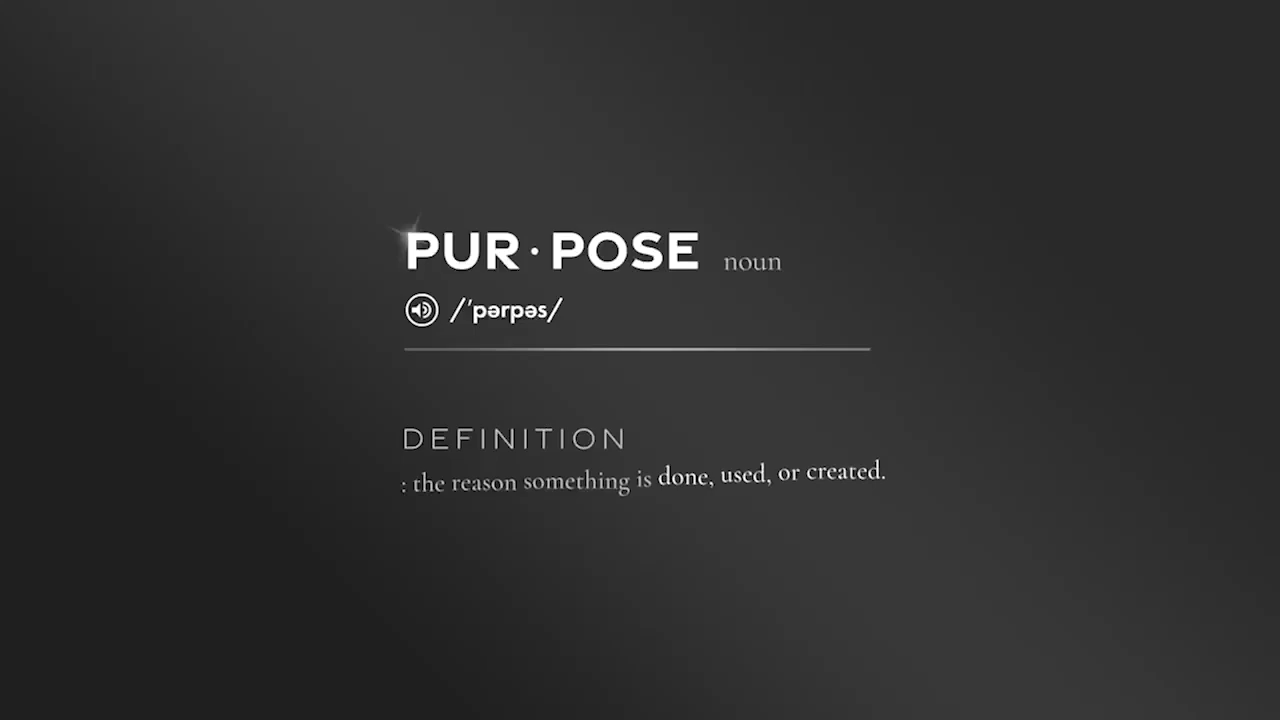 PUR·POSE noun
/ˈpərpəs/
DEFINITION
: the reason something is done, used, or created.